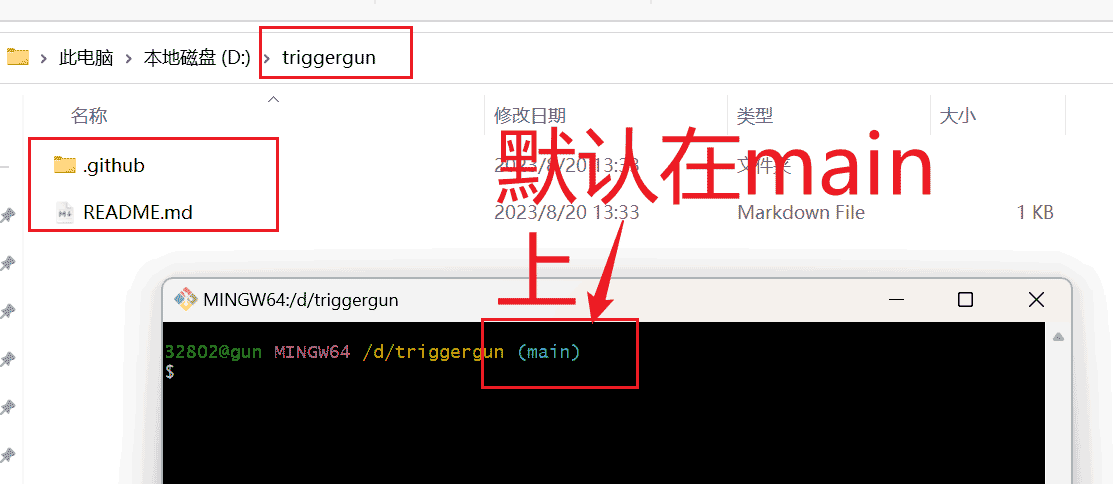 此电脑 › 本地磁盘 (D:) › triggergun
名称 修改日期 类型 大小
.github 2023/8/20 13:33 文件夹
README.md 2023/8/20 13:33 Markdown File 1 KB
默认在main
上
MINGW64:/d/triggergun
32802@gun MINGW64 /d/triggergun (main)
$